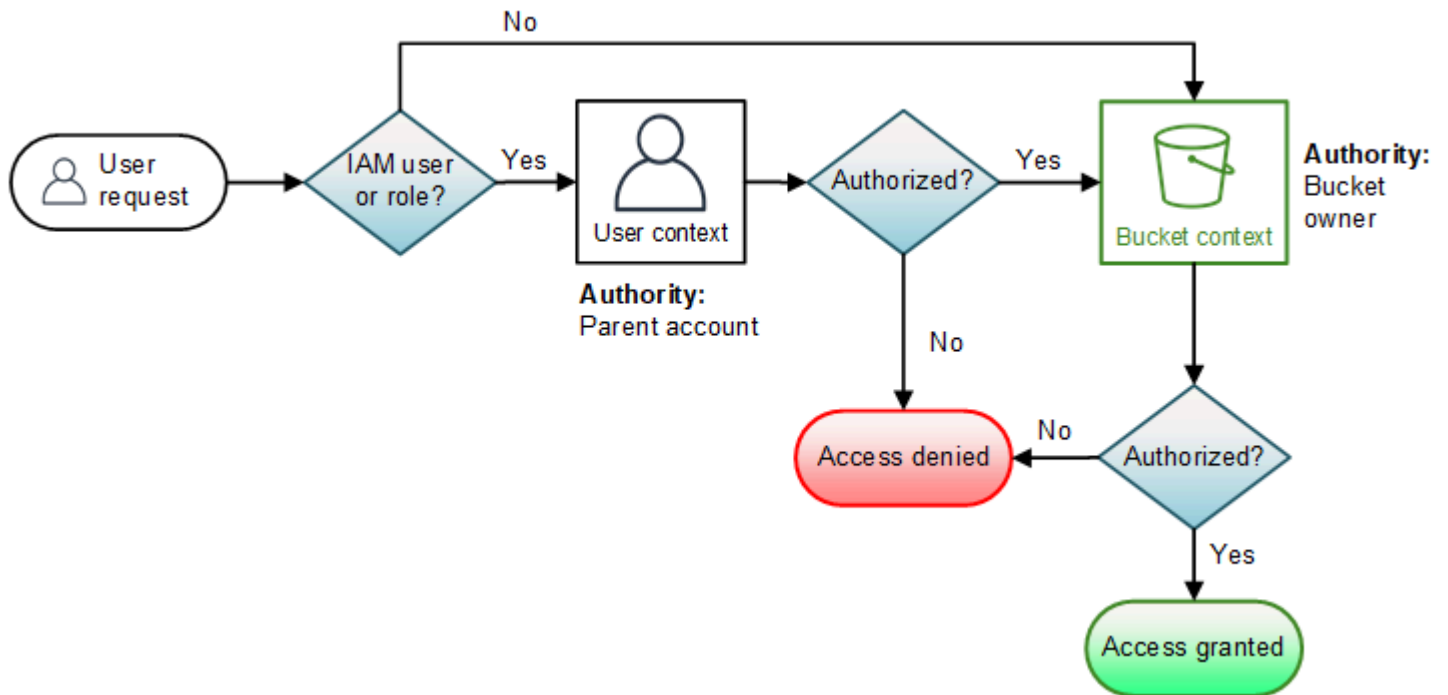 No
User
request
IAM user
or role?
Yes
User context
Authority:
Parent account
Authorized?
Yes
Bucket context
Authority:
Bucket
owner
No
Access denied
No
Authorized?
Yes
Access granted